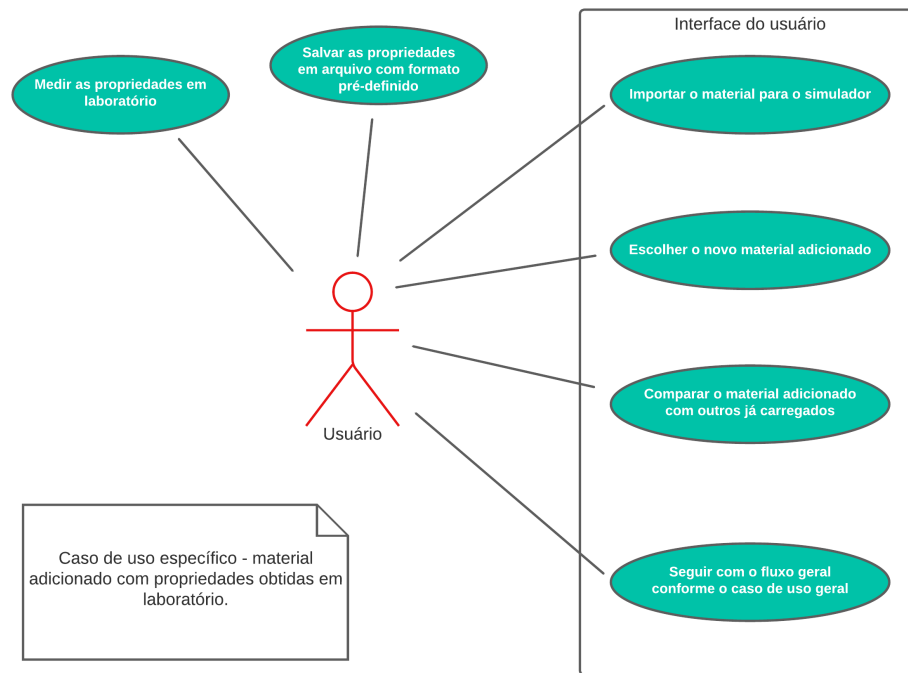 Interface do usuário
Salvar as propriedades
em arquivo com formato
pré-definido
Medir as propriedades em
laboratório
Importar o material para o simulador
Escolher o novo material adicionado
Comparar o material adicionado
com outros já carregados
Usuário
Seguir com o fluxo geral
conforme o caso de uso geral
Caso de uso específico - material
adicionado com propriedades obtidas em
laboratório.